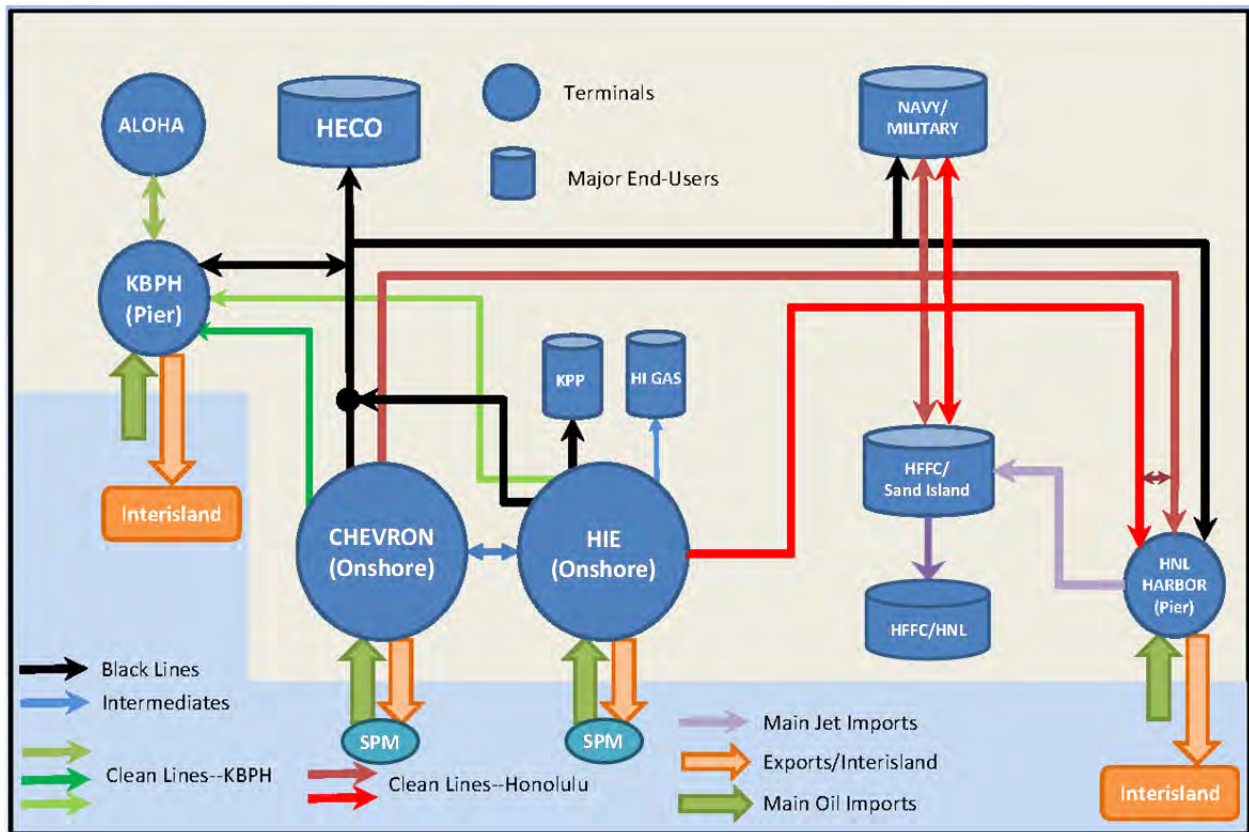 ALOHA
HECO
Terminals
NAVY/
MILITARY
Major End-Users
KBPH
(Pier)
KPP
HI GAS
HFFC/
Sand Island
Interisland
CHEVRON
(Onshore)
HIE
(Onshore)
HNL
HARBOR
(Pier)
HFFC/HNL
Black Lines
Intermediates
SPM
SPM
Main Jet Imports
Clean Lines--KBPH
Clean Lines--Honolulu
Exports/Interisland
Interisland
Main Oil Imports